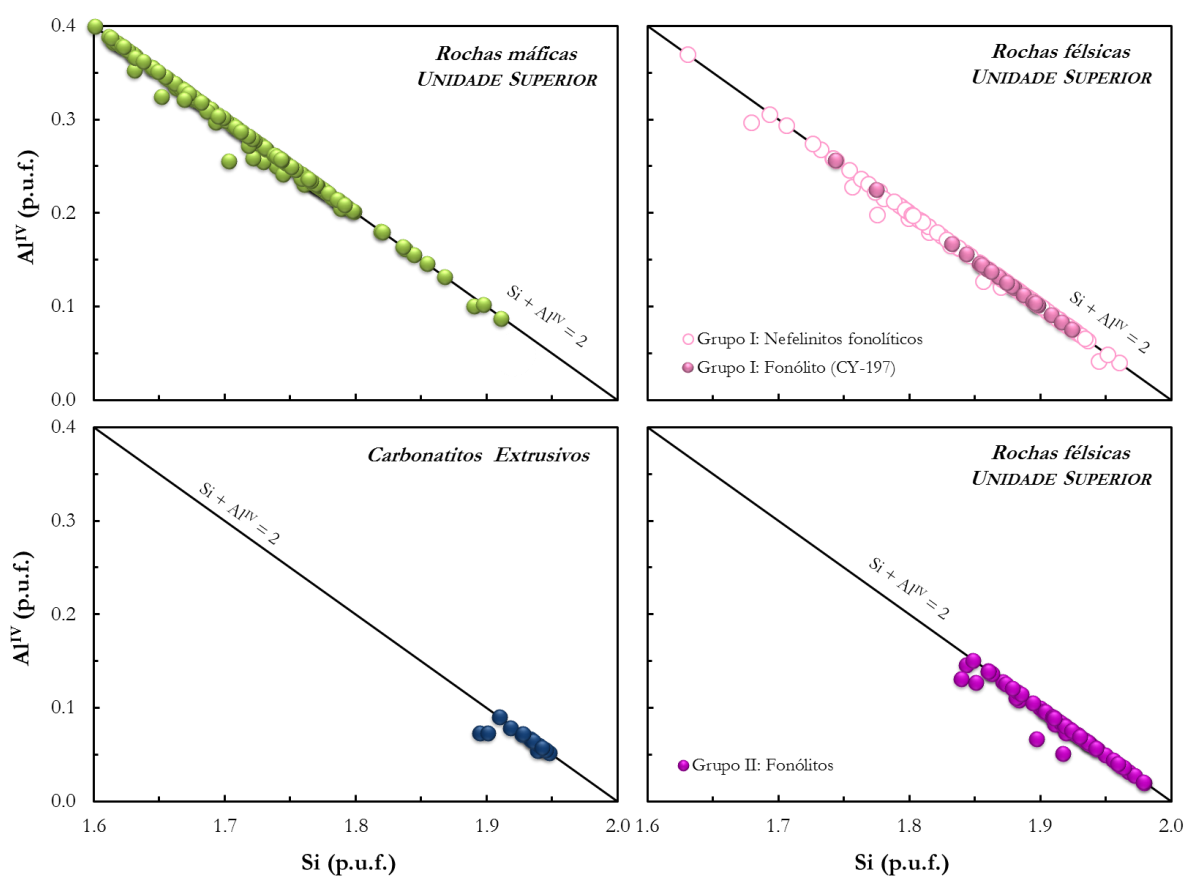 0.4
Rochas máficas
UNIDADE SUPERIOR
0.3
0.2
0.1
0.0
Al^IV (p.u.f.)
Si + Al^IV = 2
Rochas félsicas
UNIDADE SUPERIOR
Si + Al^IV = 2
Grupo I: Nefelinitos fonolíticos
Grupo I: Fonólito (CY-197)
0.4
Carbonatitos Extrusivos
0.3
0.2
0.1
0.0
Al^IV (p.u.f.)
Si + Al^IV = 2
1.6 1.7 1.8 1.9 2.0
Si (p.u.f.)
Rochas félsicas
UNIDADE SUPERIOR
Si + Al^IV = 2
Grupo II: Fonólitos
1.6 1.7 1.8 1.9 2.0
Si (p.u.f.)